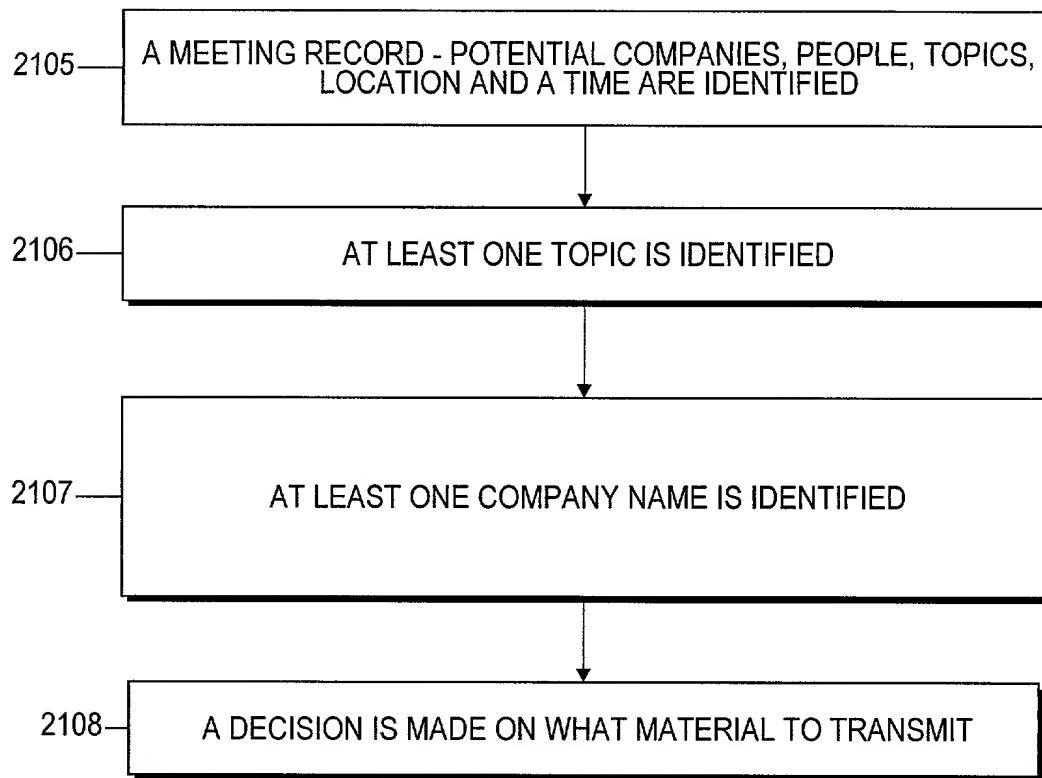 2105
A MEETING RECORD - POTENTIAL COMPANIES, PEOPLE, TOPICS,
LOCATION AND A TIME ARE IDENTIFIED
2106
AT LEAST ONE TOPIC IS IDENTIFIED
2107
AT LEAST ONE COMPANY NAME IS IDENTIFIED
2108
A DECISION IS MADE ON WHAT MATERIAL TO TRANSMIT